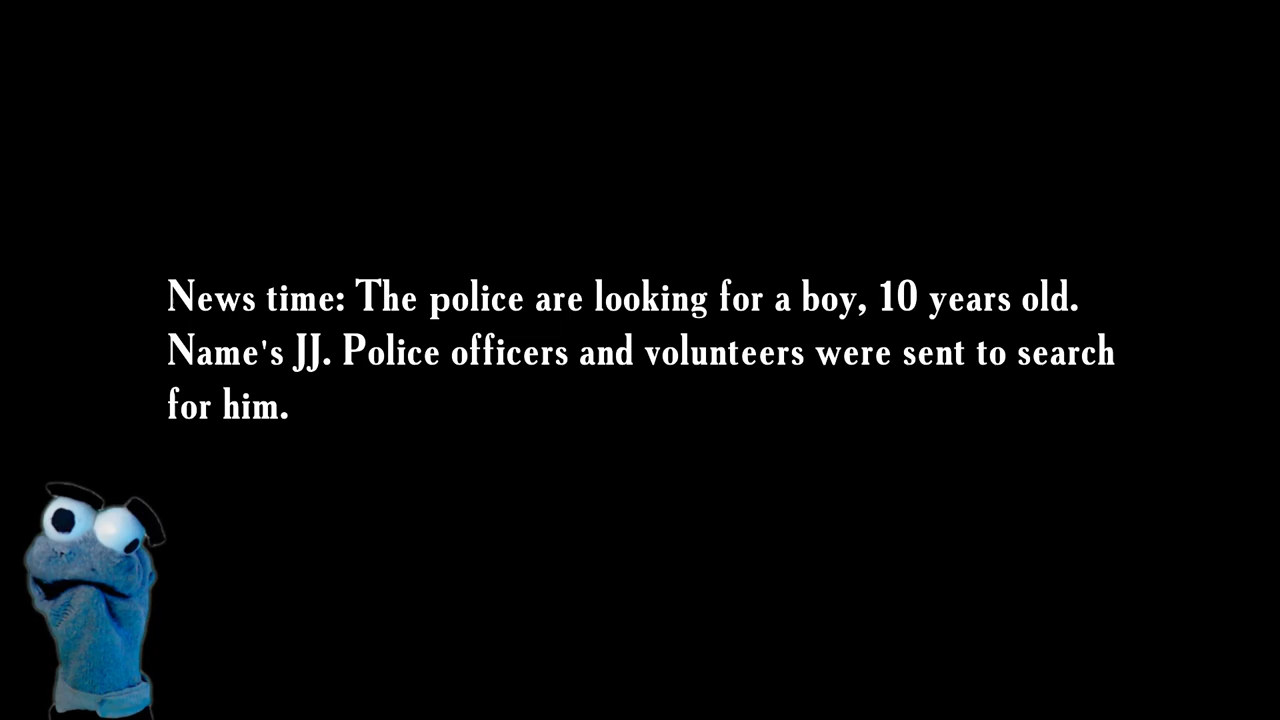 News time: The police are looking for a boy, 10 years old.
Name's JJ. Police officers and volunteers were sent to search
for him.